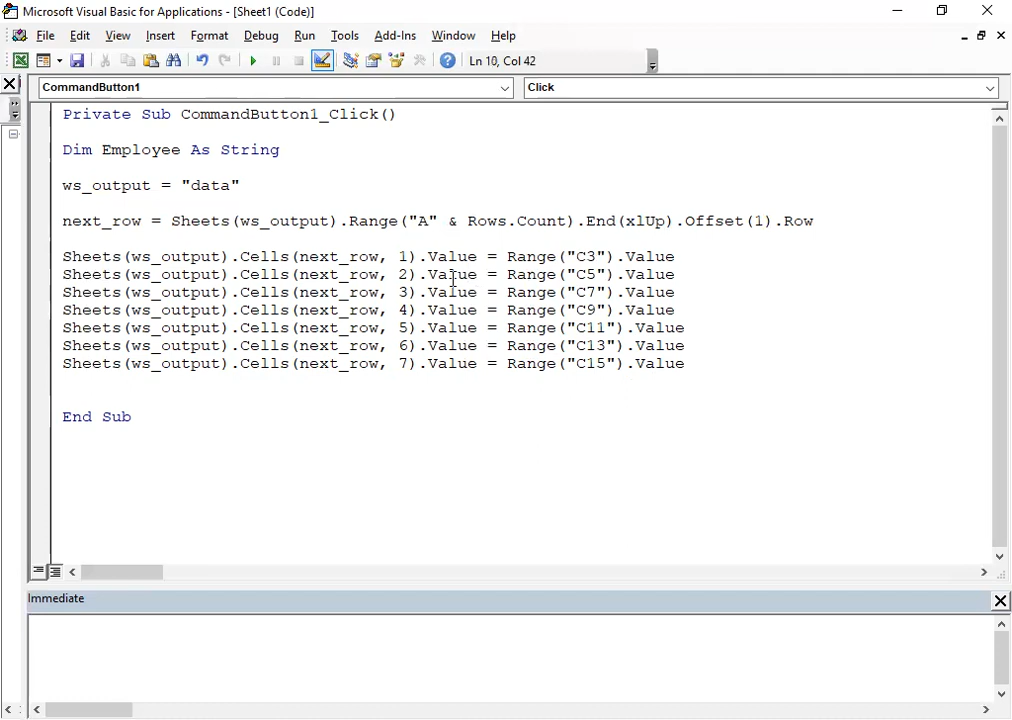 Microsoft Visual Basic for Applications - [Sheet1 (Code)]
File Edit View Insert Format Debug Run Tools Add-Ins Window Help
Ln 10, Col 42
CommandButton1 Click
Private Sub CommandButton1_Click()
Dim Employee As String
ws_output = "data"
next_row = Sheets(ws_output).Range("A" & Rows.Count).End(xlUp).Offset(1).Row
Sheets(ws_output).Cells(next_row, 1).Value = Range("C3").Value
Sheets(ws_output).Cells(next_row, 2).Value = Range("C5").Value
Sheets(ws_output).Cells(next_row, 3).Value = Range("C7").Value
Sheets(ws_output).Cells(next_row, 4).Value = Range("C9").Value
Sheets(ws_output).Cells(next_row, 5).Value = Range("C11").Value
Sheets(ws_output).Cells(next_row, 6).Value = Range("C13").Value
Sheets(ws_output).Cells(next_row, 7).Value = Range("C15").Value
End Sub
Immediate